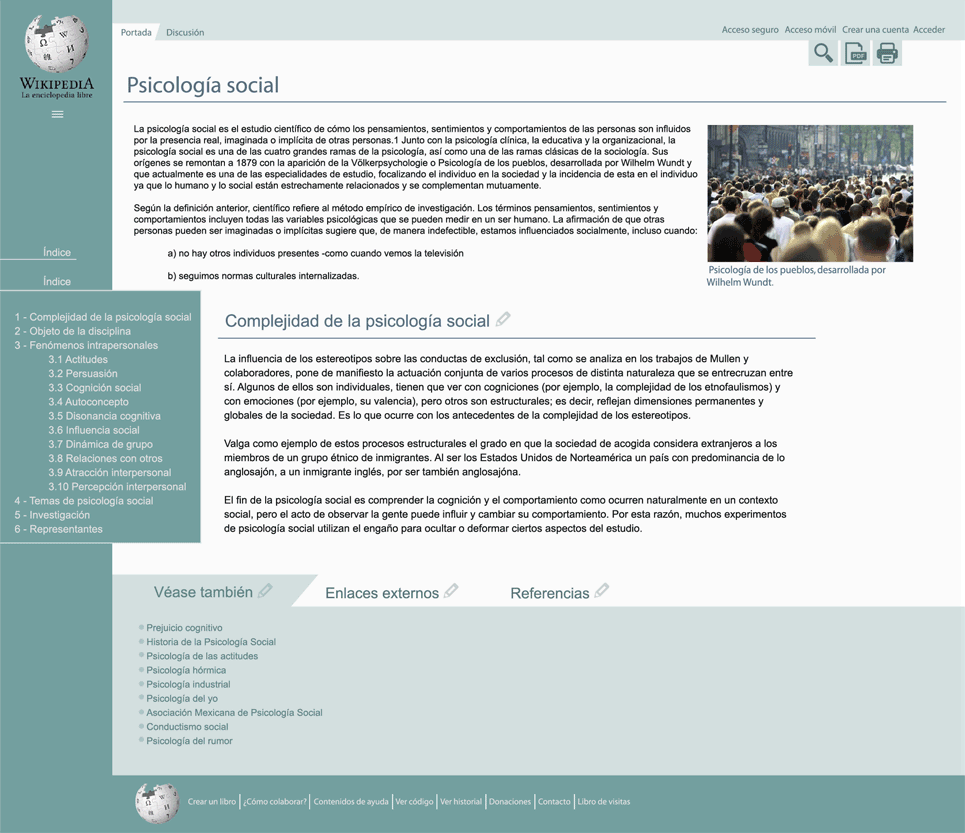 Portada
Discusión
Acceso seguro
Acceso móvil
Crear una cuenta
Acceder
WIKIPEDIA
La enciclopedia libre
PDF
Psicología social
La psicología social es el estudio científico de cómo los pensamientos, sentimientos y comportamientos de las personas son influidos
por la presencia real, imaginada o implícita de otras personas.1 Junto con la psicología clínica, la educativa y la organizacional, la
psicología social es una de las cuatro grandes ramas de la psicología, así como una de las ramas clásicas de la sociología. Sus
orígenes se remontan a 1879 con la aparición de la Völkerpsychologie o Psicología de los pueblos, desarrollada por Wilhelm Wundt y
que actualmente es una de las especialidades de estudio, focalizando el individuo en la sociedad y la incidencia de esta en el individuo
ya que lo humano y lo social están estrechamente relacionados y se complementan mutuamente.
Según la definición anterior, científico refiere al método empírico de investigación. Los términos pensamientos, sentimientos y
comportamientos incluyen todas las variables psicológicas que se pueden medir en un ser humano. La afirmación de que otras
personas pueden ser imaginadas o implícitas sugiere que, de manera indefectible, estamos influenciados socialmente, incluso cuando:
a) no hay otros individuos presentes -como cuando vemos la televisión
b) seguimos normas culturales internalizadas.
Psicología de los pueblos, desarrollada por
Wilhelm Wundt.
Índice
Índice
1 - Complejidad de la psicología social
2 - Objeto de la disciplina
3 - Fenómenos intrapersonales
3.1 Actitudes
3.2 Persuasión
3.3 Cognición social
3.4 Autoconcepto
3.5 Disonancia cognitiva
3.6 Influencia social
3.7 Dinámica de grupo
3.8 Relaciones con otros
3.9 Atracción interpersonal
3.10 Percepción interpersonal
4 - Temas de psicología social
5 - Investigación
6 - Representantes
Complejidad de la psicología social
La influencia de los estereotipos sobre las conductas de exclusión, tal como se analiza en los trabajos de Mullen y
colaboradores, pone de manifiesto la actuación conjunta de varios procesos de distinta naturaleza que se entrecruzan entre
sí. Algunos de ellos son individuales, tienen que ver con cogniciones (por ejemplo, la complejidad de los etnofaulismos) y
con emociones (por ejemplo, su valencia), pero otros son estructurales; es decir, reflejan dimensiones permanentes y
globales de la sociedad. Es lo que ocurre con los antecedentes de la complejidad de los estereotipos.
Valga como ejemplo de estos procesos estructurales el grado en que la sociedad de acogida considera extranjeros a los
miembros de un grupo étnico de inmigrantes. Al ser los Estados Unidos de Norteamérica un país con predominancia de lo
anglosajón, a un inmigrante inglés, por ser también anglosajóna.
El fin de la psicología social es comprender la cognición y el comportamiento como ocurren naturalmente en un contexto
social, pero el acto de observar la gente puede influir y cambiar su comportamiento. Por esta razón, muchos experimentos
de psicología social utilizan el engaño para ocultar o deformar ciertos aspectos del estudio.
Véase también
Enlaces externos
Referencias
Prejuicio cognitivo
Historia de la Psicología Social
Psicología de las actitudes
Psicología hórmica
Psicología industrial
Psicología del yo
Asociación Mexicana de Psicología Social
Conductismo social
Psicología del rumor
Crear un libro | ¿Cómo colaborar? | Contenidos de ayuda | Ver código | Ver historial | Donaciones | Contacto | Libro de visitas